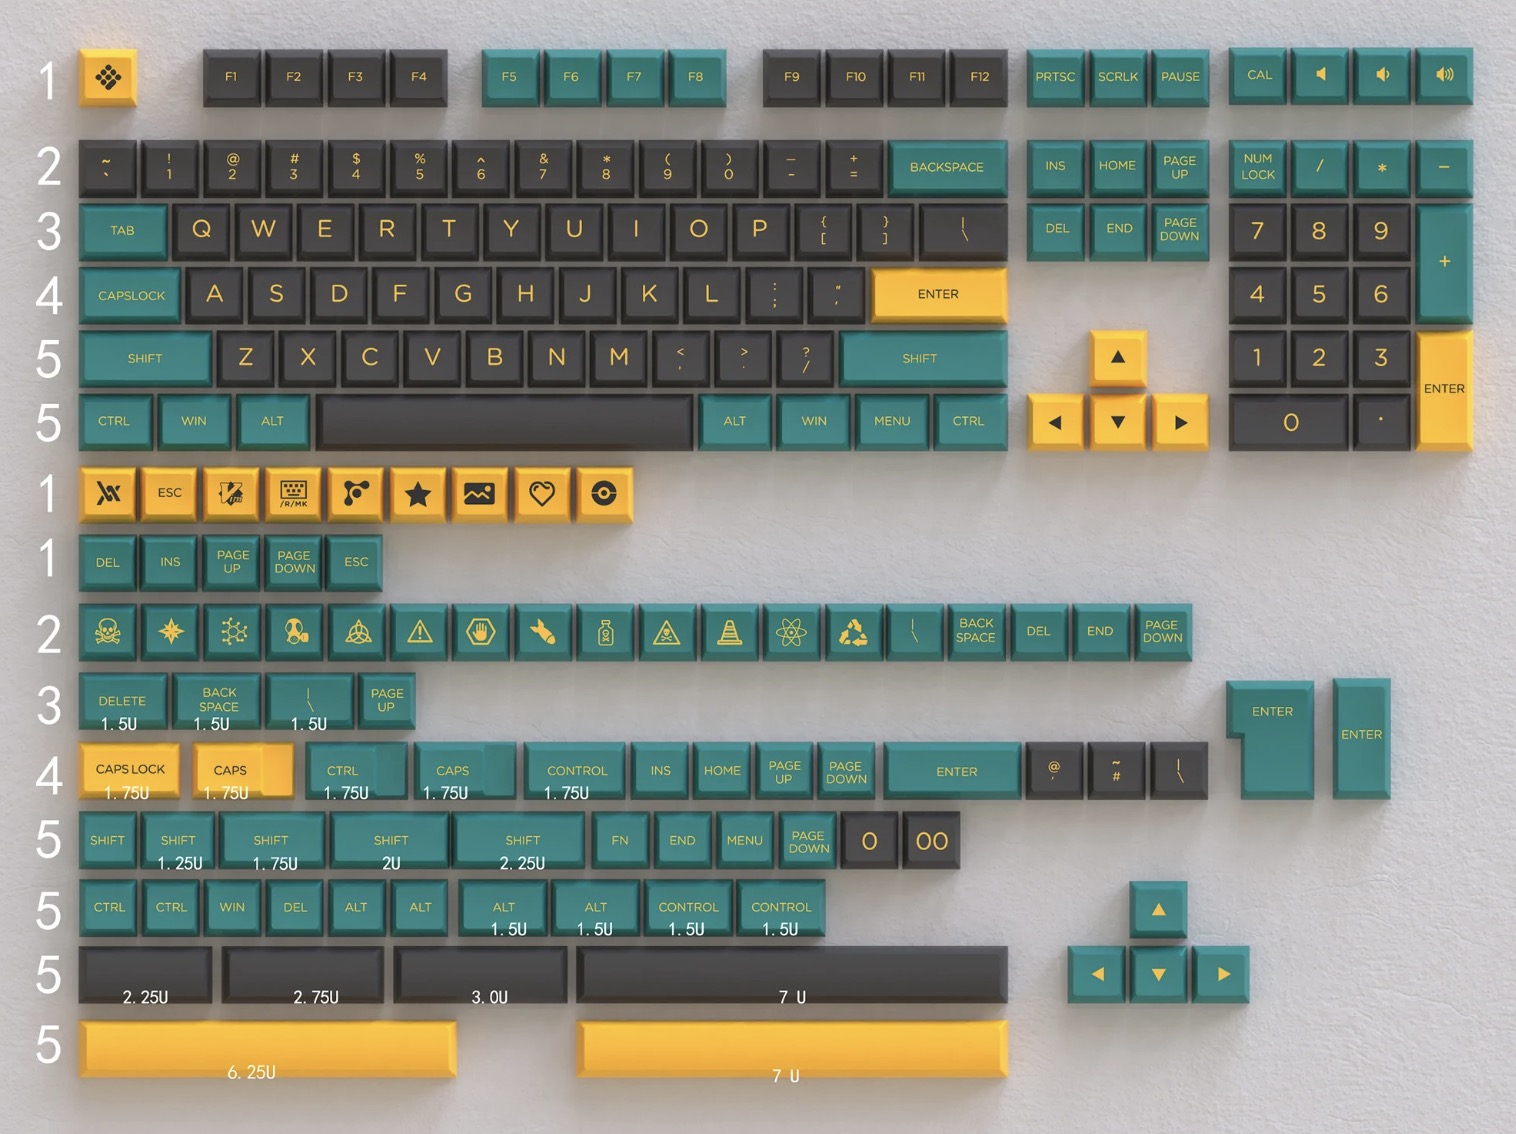 1 F1 F2 F3 F4 F5 F6 F7 F8 F9 F10 F11 F12 PRTSC SCRLK PAUSE CAL
2 ~ ` ! 1 @ 2 # 3 $ 4 % 5 ^ 6 & 7 * 8 ( 9 ) 0 — - + = BACKSPACE INS HOME PAGE UP NUM LOCK / * —
3 TAB Q W E R T Y U I O P { [ } ] | \ DEL END PAGE DOWN 7 8 9 +
4 CAPSLOCK A S D F G H J K L : ; " ' ENTER 4 5 6
5 SHIFT Z X C V B N M < , > . ? / SHIFT ▲ 1 2 3 ENTER
5 CTRL WIN ALT ALT WIN MENU CTRL ◀ ▼ ▶ 0 .
1 ESC /R/MK
1 DEL INS PAGE UP PAGE DOWN ESC
2 | \ BACK SPACE DEL END PAGE DOWN
3 DELETE BACK SPACE | \ PAGE UP ENTER ENTER
1.5U 1.5U 1.5U
4 CAPS LOCK CAPS CTRL CAPS CONTROL INS HOME PAGE UP PAGE DOWN ENTER @ ' ~ # | \
1.75U 1.75U 1.75U 1.75U 1.75U
5 SHIFT SHIFT SHIFT SHIFT SHIFT FN END MENU PAGE DOWN 0 00
1.25U 1.75U 2U 2.25U
5 CTRL CTRL WIN DEL ALT ALT ALT ALT CONTROL CONTROL ▲
1.5U 1.5U 1.5U 1.5U
5 ◀ ▼ ▶
2.25U 2.75U 3.0U 7 U
5
6.25U 7 U